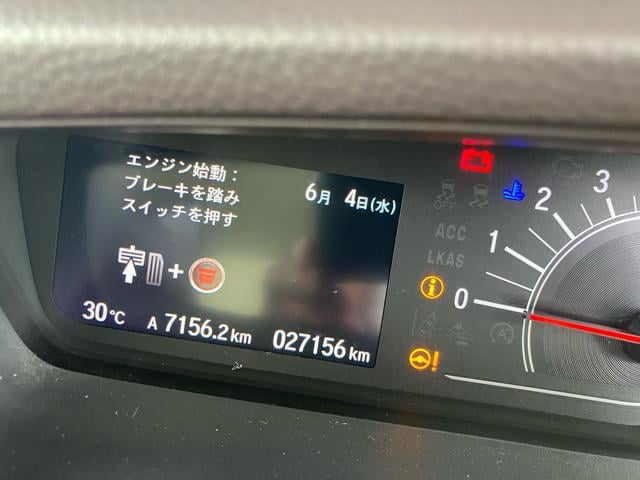 エンジン始動：
ブレーキを踏み
スイッチを押す
6月 4日(水)
30℃ A 7156.2km 027156km
OFF
ACC
LKAS
0
1
2
3